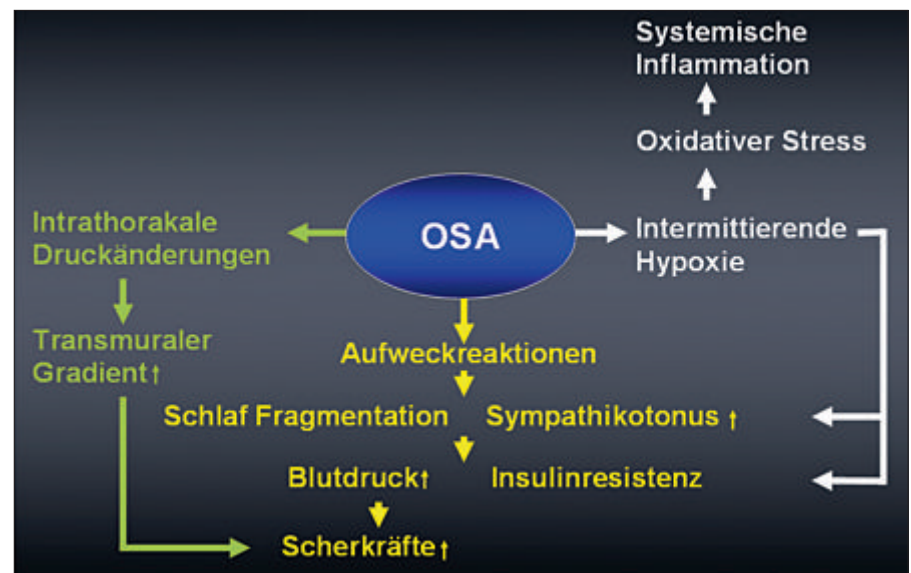 Systemische
Inflammation
Oxidativer Stress
Intrathorakale
Druckänderungen
OSA
Intermittierende
Hypoxie
Transmuraler
Gradient↑
Aufweckreaktionen
Schlaf Fragmentation Sympathikotonus ↑
Blutdruck↑ Insulinresistenz
Scherkräfte↑